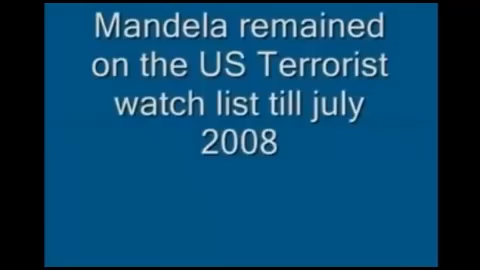 Mandela remained
on the US Terrorist
watch list till july
2008